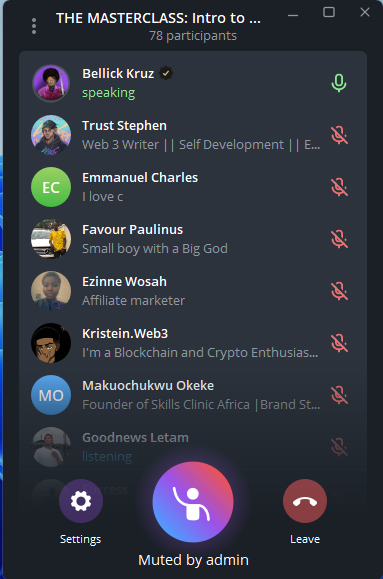 THE MASTERCLASS: Intro to ...
78 participants
Bellick Kruz
speaking
Trust Stephen
Web 3 Writer || Self Development || E...
EC
Emmanuel Charles
I love c
Favour Paulinus
Small boy with a Big God
Ezinne Wosah
Affiliate marketer
Kristein.Web3
I'm a Blockchain and Crypto Enthusias...
MO
Makuochukwu Okeke
Founder of Skills Clinic Africa |Brand St...
Goodnews Letam
listening
Settings
Leave
Muted by admin